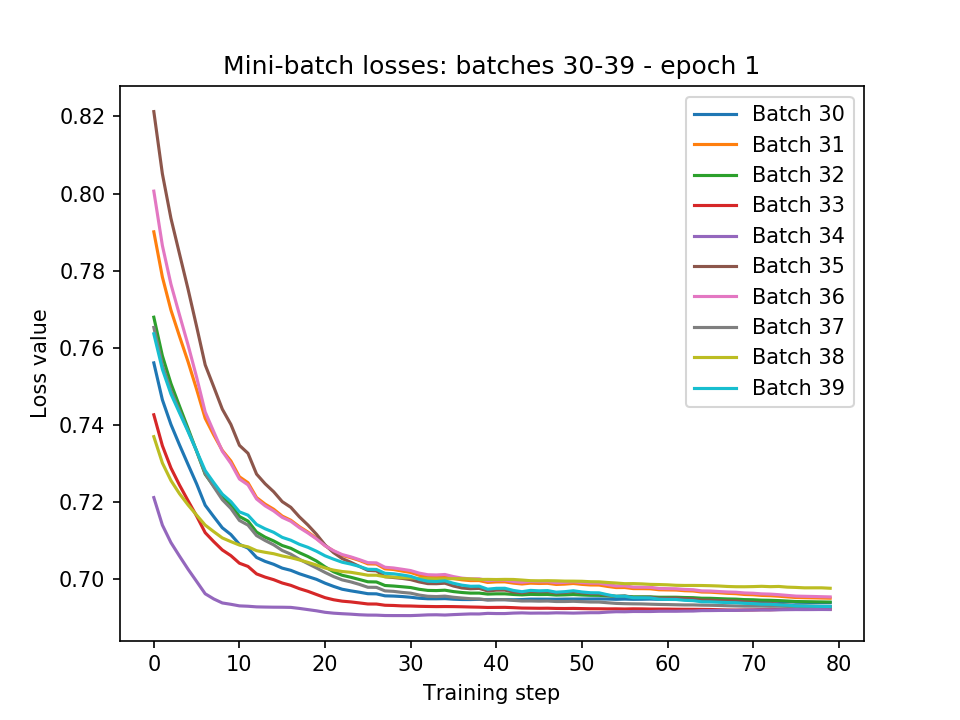 Mini-batch losses: batches 30-39 - epoch 1
Loss value
0.82
0.80
0.78
0.76
0.74
0.72
0.70
Batch 30
Batch 31
Batch 32
Batch 33
Batch 34
Batch 35
Batch 36
Batch 37
Batch 38
Batch 39
0 10 20 30 40 50 60 70 80
Training step